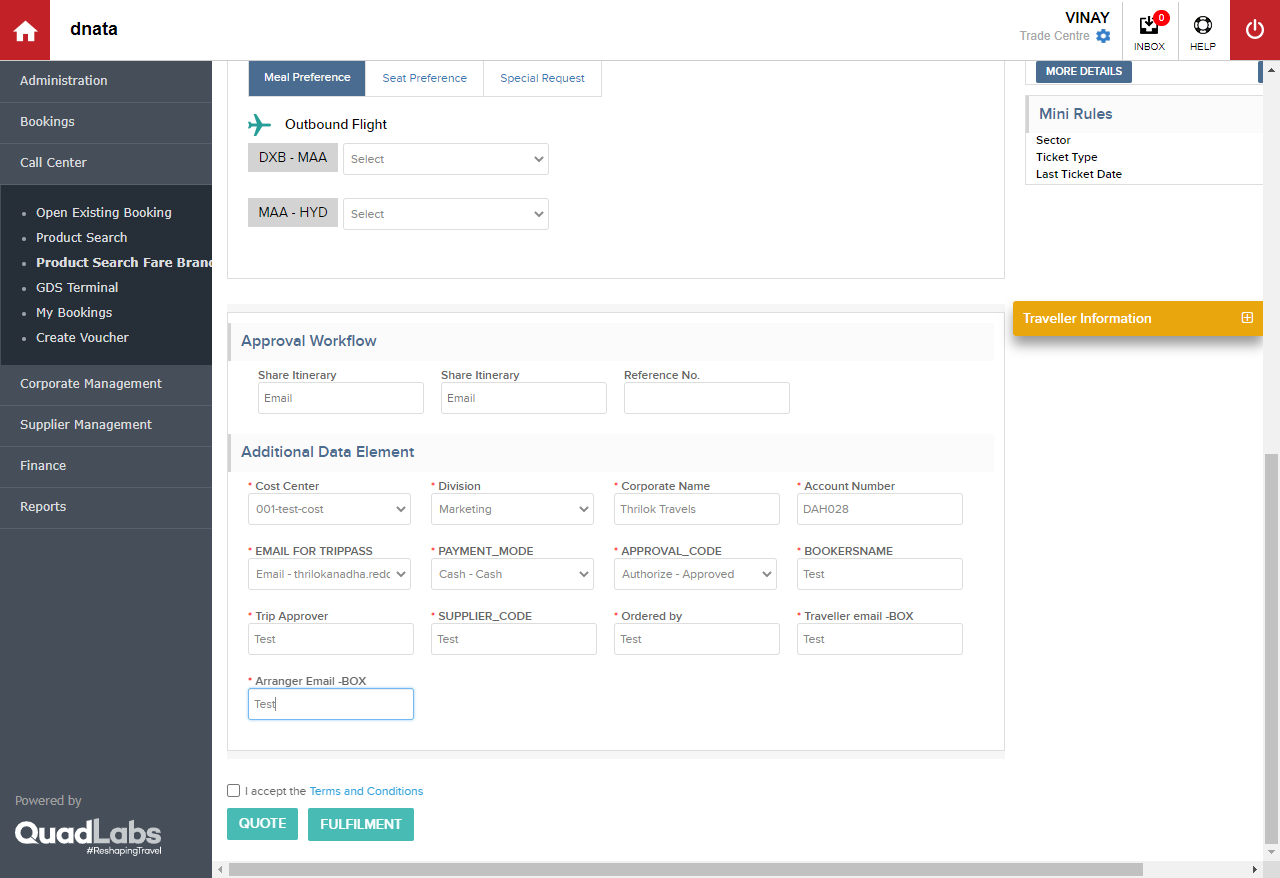 dnata
VINAY
Trade Centre
0
INBOX
HELP
Administration
Bookings
Call Center
Open Existing Booking
Product Search
Product Search Fare Brand
GDS Terminal
My Bookings
Create Voucher
Corporate Management
Supplier Management
Finance
Reports
Powered by
QuadLabs
#ReshapingTravel
Meal Preference Seat Preference Special Request
Outbound Flight
DXB - MAA Select
MAA - HYD Select
Approval Workflow
Share Itinerary Share Itinerary Reference No.
Email Email
Additional Data Element
* Cost Center * Division * Corporate Name * Account Number
001-test-cost Marketing Thrilok Travels DAH028
* EMAIL FOR TRIPPASS * PAYMENT_MODE * APPROVAL_CODE * BOOKERSNAME
Email - thrilokanadha.redd Cash - Cash Authorize - Approved Test
* Trip Approver * SUPPLIER_CODE * Ordered by * Traveller email -BOX
Test Test Test Test
* Arranger Email -BOX
Test
I accept the Terms and Conditions
QUOTE FULFILMENT
MORE DETAILS
Mini Rules
Sector
Ticket Type
Last Ticket Date
Traveller Information